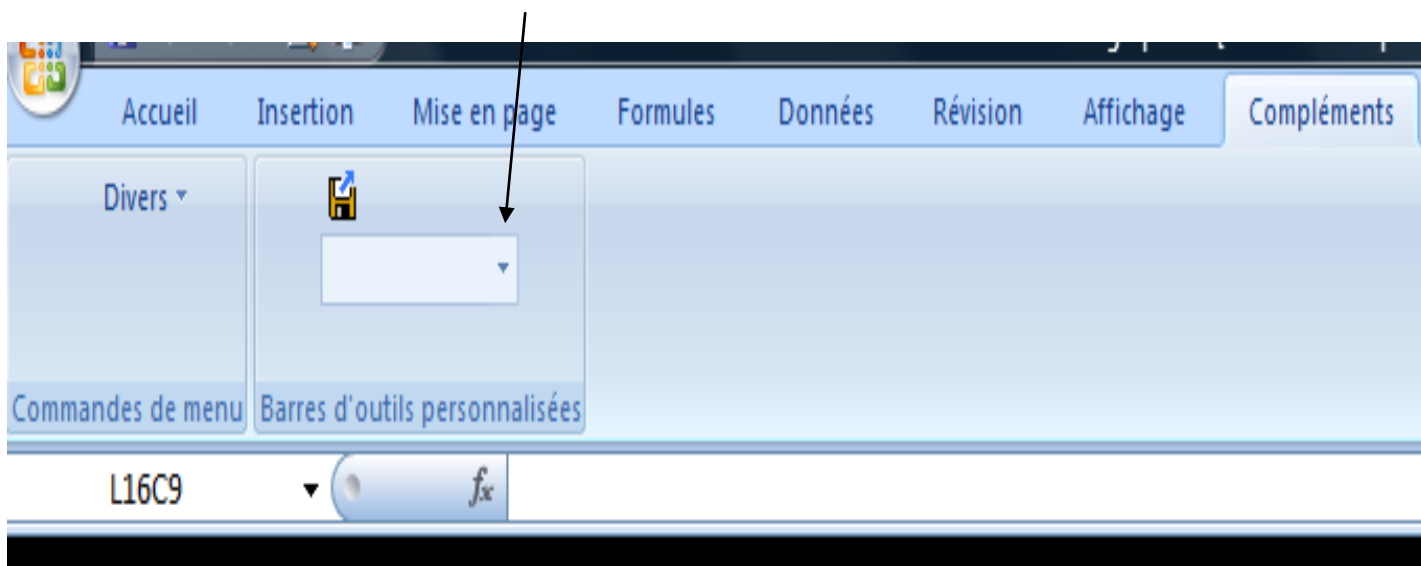 Accueil Insertion Mise en page Formules Données Révision Affichage Compléments
Divers
Commandes de menu Barres d'outils personnalisées
L16C9 fx